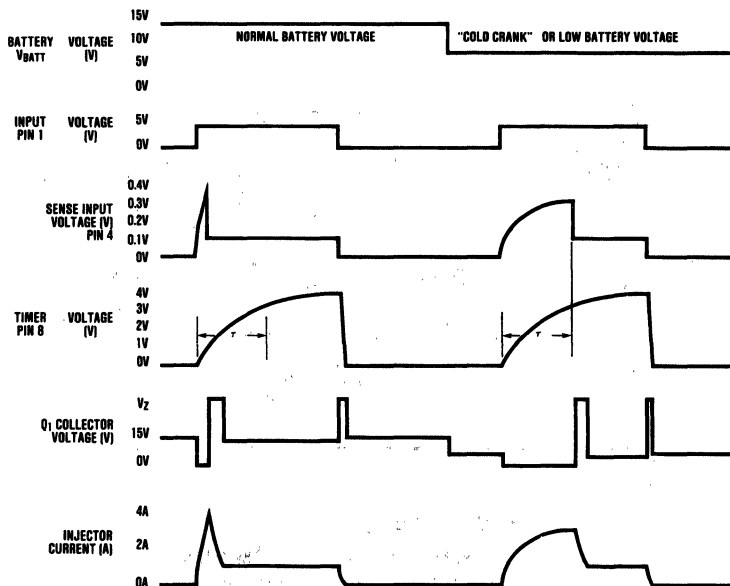 15V
BATTERY VOLTAGE 10V NORMAL BATTERY VOLTAGE "COLD CRANK" OR LOW BATTERY VOLTAGE
VBATT (V) 5V
0V
INPUT VOLTAGE 5V
PIN 1 (V) 0V
0.4V
SENSE INPUT 0.3V
VOLTAGE (V) 0.2V
PIN 4 0.1V
0V
4V
TIMER VOLTAGE 3V
PIN 8 (V) 2V
1V
0V
τ τ
VZ
Q1 COLLECTOR 15V
VOLTAGE (V) 0V
4A
INJECTOR 2A
CURRENT (A)
0A